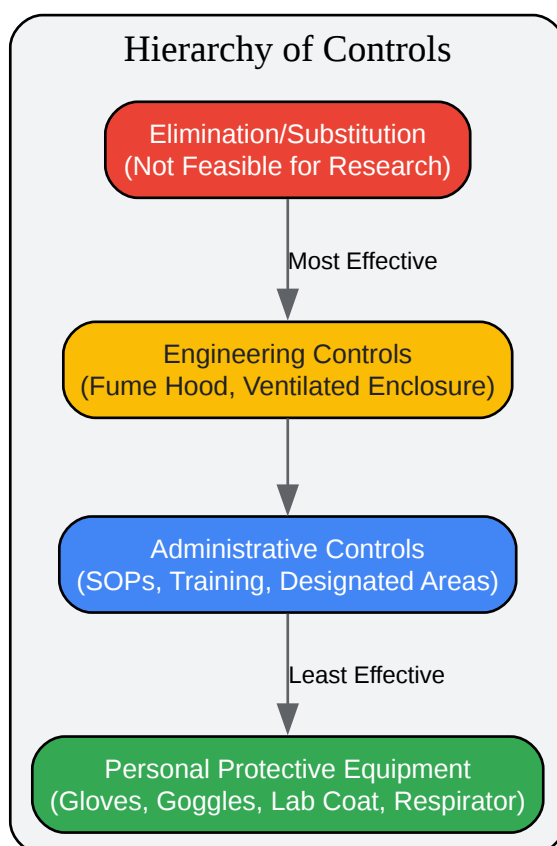 Hierarchy of Controls
Elimination/Substitution
(Not Feasible for Research)
Most Effective
Engineering Controls
(Fume Hood, Ventilated Enclosure)
Administrative Controls
(SOPs, Training, Designated Areas)
Least Effective
Personal Protective Equipment
(Gloves, Goggles, Lab Coat, Respirator)